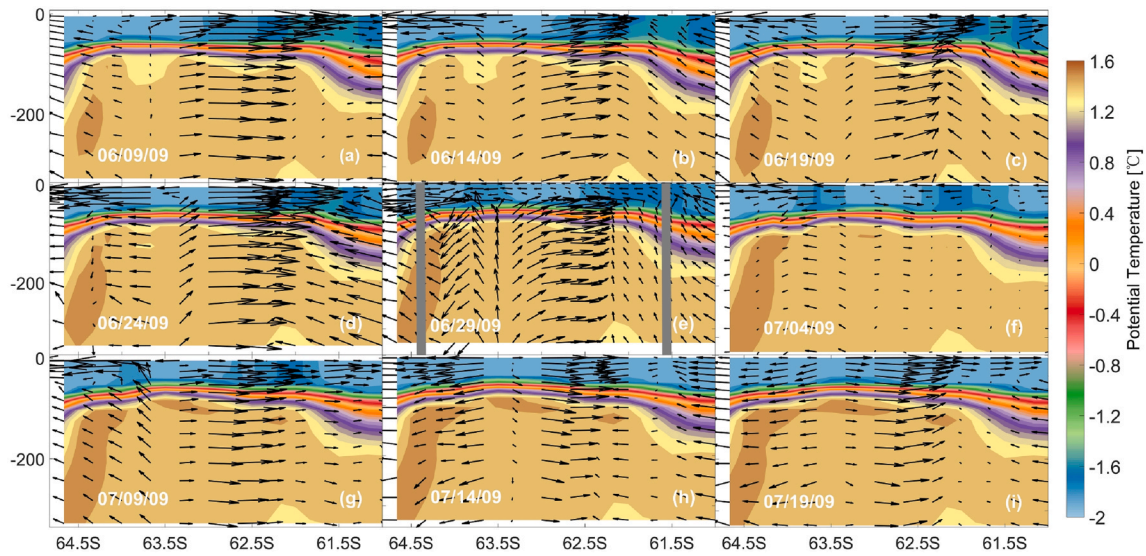 0
-200
06/09/09 (a)
06/14/09 (b)
06/19/09 (c)
0
-200
06/24/09 (d)
06/29/09 (e)
07/04/09 (f)
0
-200
07/09/09 (g)
07/14/09 (h)
07/19/09 (i)
64.5S 63.5S 62.5S 61.5S
64.5S 63.5S 62.5S 61.5S
64.5S 63.5S 62.5S 61.5S
1.6
1.2
0.8
0.4
0
-0.4
-0.8
-1.2
-1.6
-2
Potential Temperature [℃]